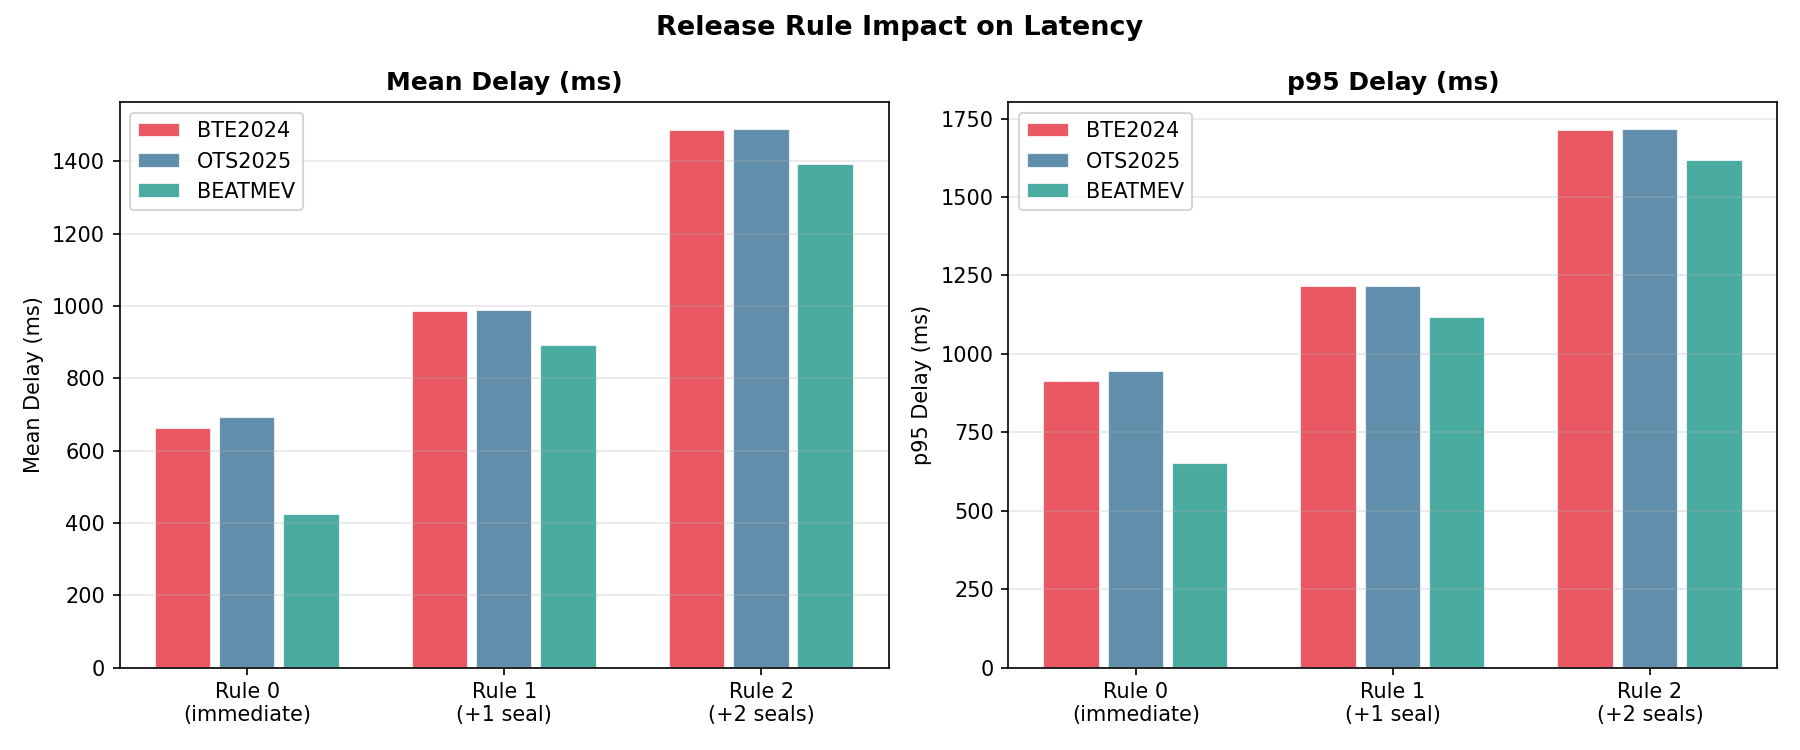 Release Rule Impact on Latency
Mean Delay (ms)
BTE2024
OTS2025
BEATMEV
Mean Delay (ms)
1400
1200
1000
800
600
400
200
0
Rule 0
(immediate)
Rule 1
(+1 seal)
Rule 2
(+2 seals)
p95 Delay (ms)
BTE2024
OTS2025
BEATMEV
p95 Delay (ms)
1750
1500
1250
1000
750
500
250
0
Rule 0
(immediate)
Rule 1
(+1 seal)
Rule 2
(+2 seals)